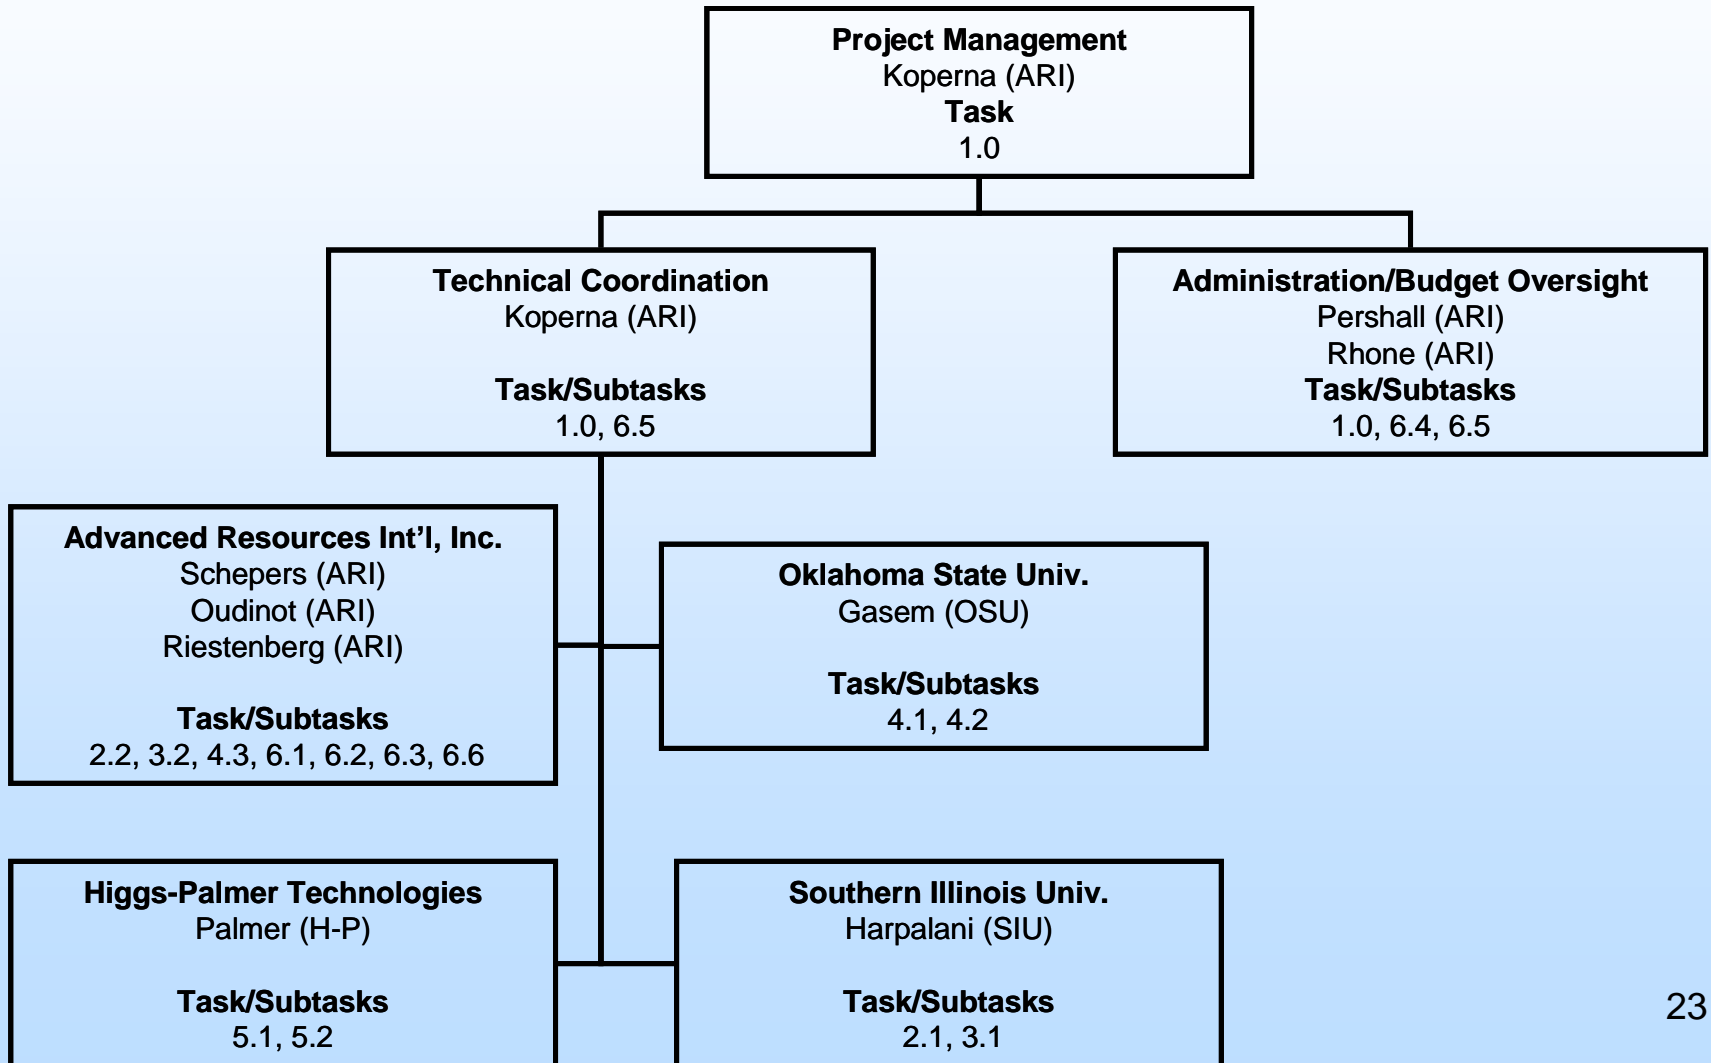 Project Management
Koperna (ARI)
Task
1.0
Technical Coordination
Koperna (ARI)
Task/Subtasks
1.0, 6.5
Administration/Budget Oversight
Pershall (ARI)
Rhone (ARI)
Task/Subtasks
1.0, 6.4, 6.5
Advanced Resources Int’l, Inc.
Schepers (ARI)
Oudinot (ARI)
Riestenberg (ARI)
Task/Subtasks
2.2, 3.2, 4.3, 6.1, 6.2, 6.3, 6.6
Oklahoma State Univ.
Gasem (OSU)
Task/Subtasks
4.1, 4.2
Higgs-Palmer Technologies
Palmer (H-P)
Task/Subtasks
5.1, 5.2
Southern Illinois Univ.
Harpalani (SIU)
Task/Subtasks
2.1, 3.1
23